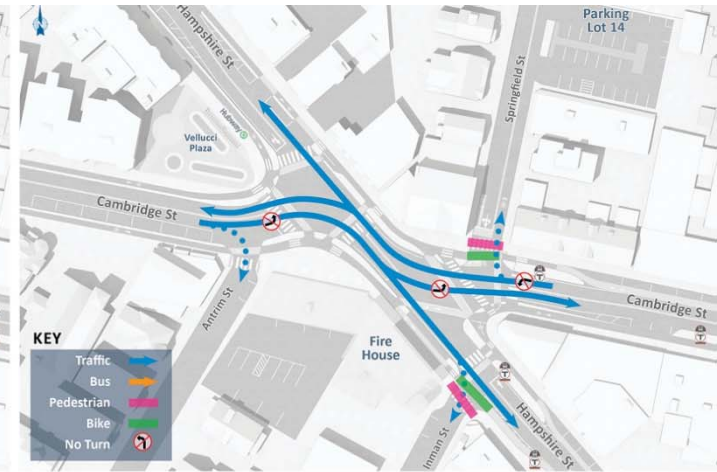 Hampshire St
Parking
Lot 14
Springfield St
Hubway
Vellucci
Plaza
Cambridge St
Antrim St
Cambridge St
Fire
House
Inman St
Hampshire St
KEY
Traffic
Bus
Pedestrian
Bike
No Turn